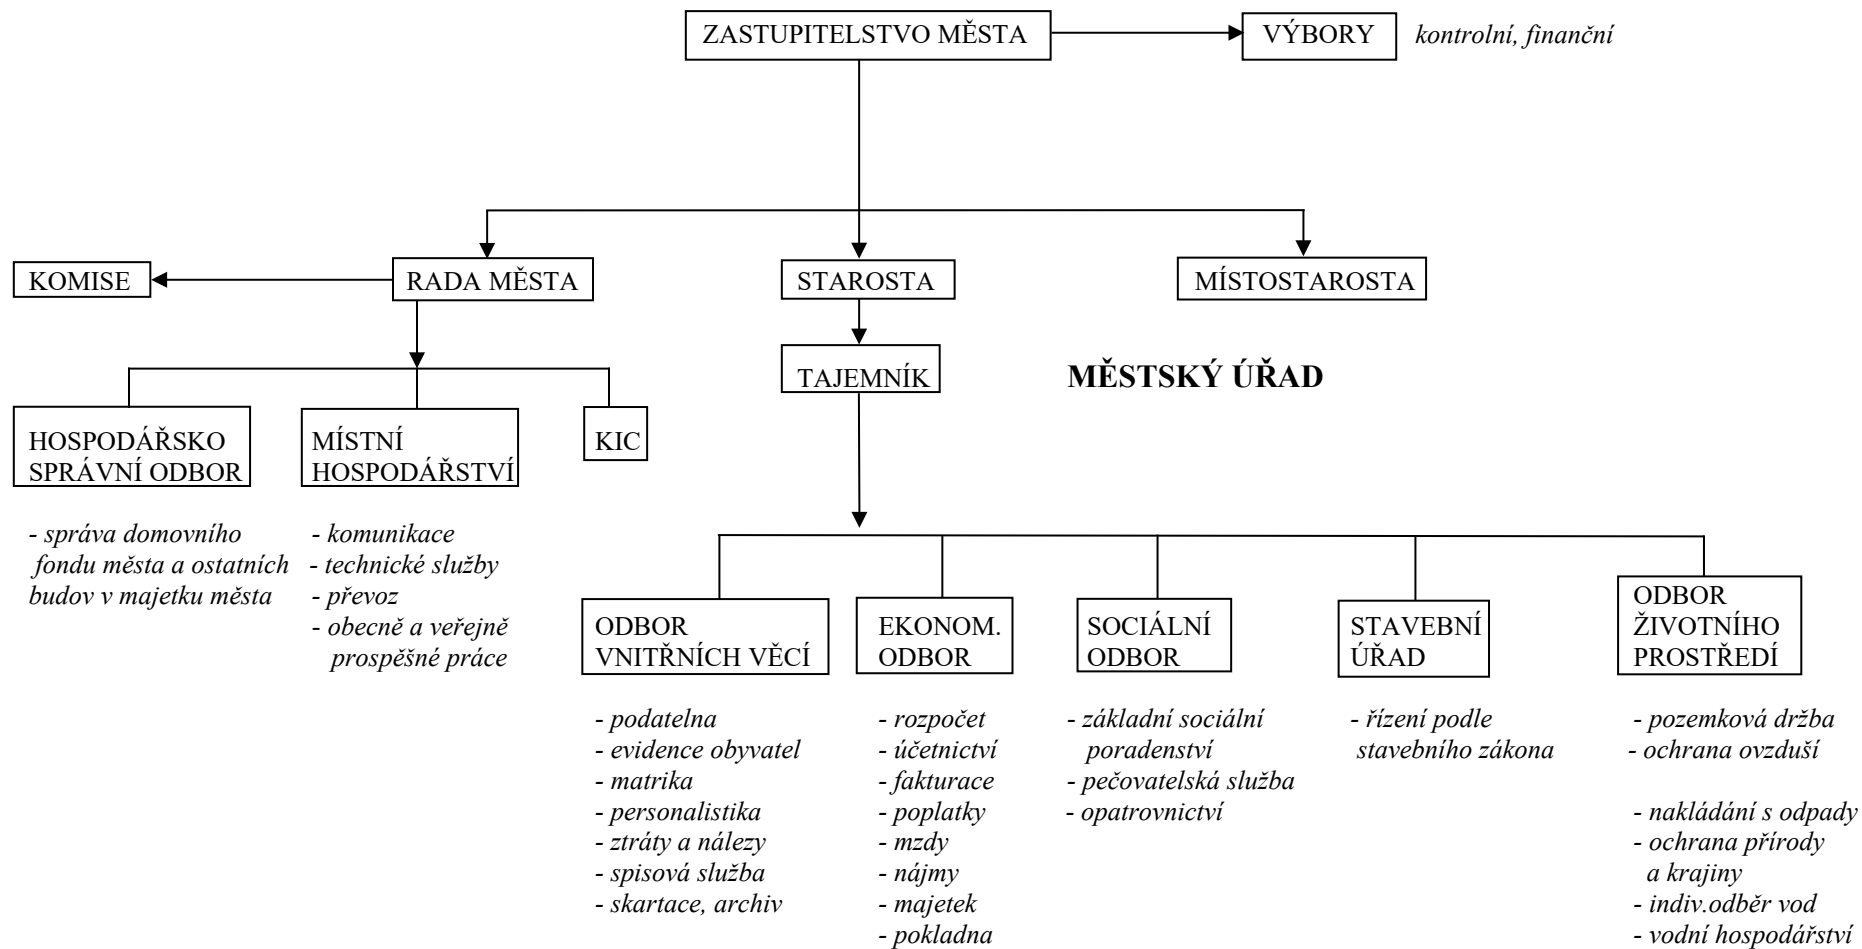 ZASTUPITELSTVO MĚSTA
VÝBORY
kontrolní, finanční
KOMISE
RADA MĚSTA
STAROSTA
MÍSTOSTAROSTA
TAJEMNÍK
MĚSTSKÝ ÚŘAD
HOSPODÁŘSKO
SPRÁVNÍ ODBOR
MÍSTNÍ
HOSPODÁŘSTVÍ
KIC
- správa domovního
fondu města a ostatních
budov v majetku města
- komunikace
- technické služby
- převoz
- obecně a veřejně
prospěšné práce
ODBOR
VNITŘNÍCH VĚCÍ
EKONOM.
ODBOR
SOCIÁLNÍ
ODBOR
STAVEBNÍ
ÚŘAD
ODBOR
ŽIVOTNÍHO
PROSTŘEDÍ
- podatelna
- evidence obyvatel
- matrika
- personalistika
- ztráty a nálezy
- spisová služba
- skartace, archiv
- rozpočet
- účetnictví
- fakturace
- poplatky
- mzdy
- nájmy
- majetek
- pokladna
- základní sociální
poradenství
- pečovatelská služba
- opatrovnictví
- řízení podle
stavebního zákona
- pozemková držba
- ochrana ovzduší
- nakládání s odpady
- ochrana přírody
a krajiny
- indiv.odběr vod
- vodní hospodářství